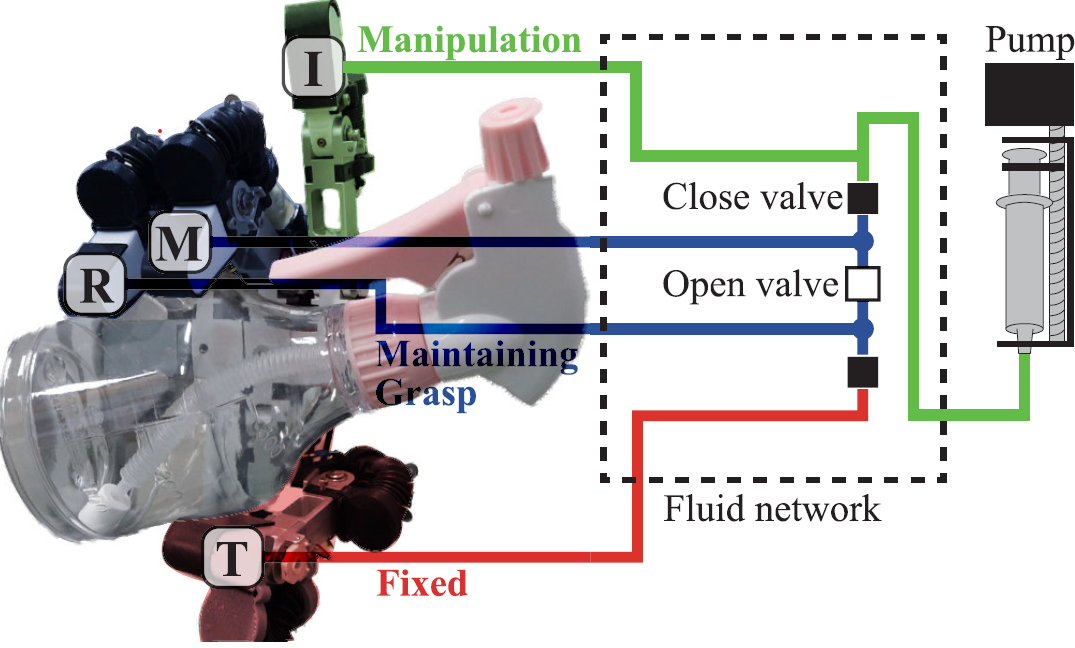 Manipulation
Pump
I
Close valve
M
Open valve
R
Maintaining
Grasp
Fluid network
T
Fixed